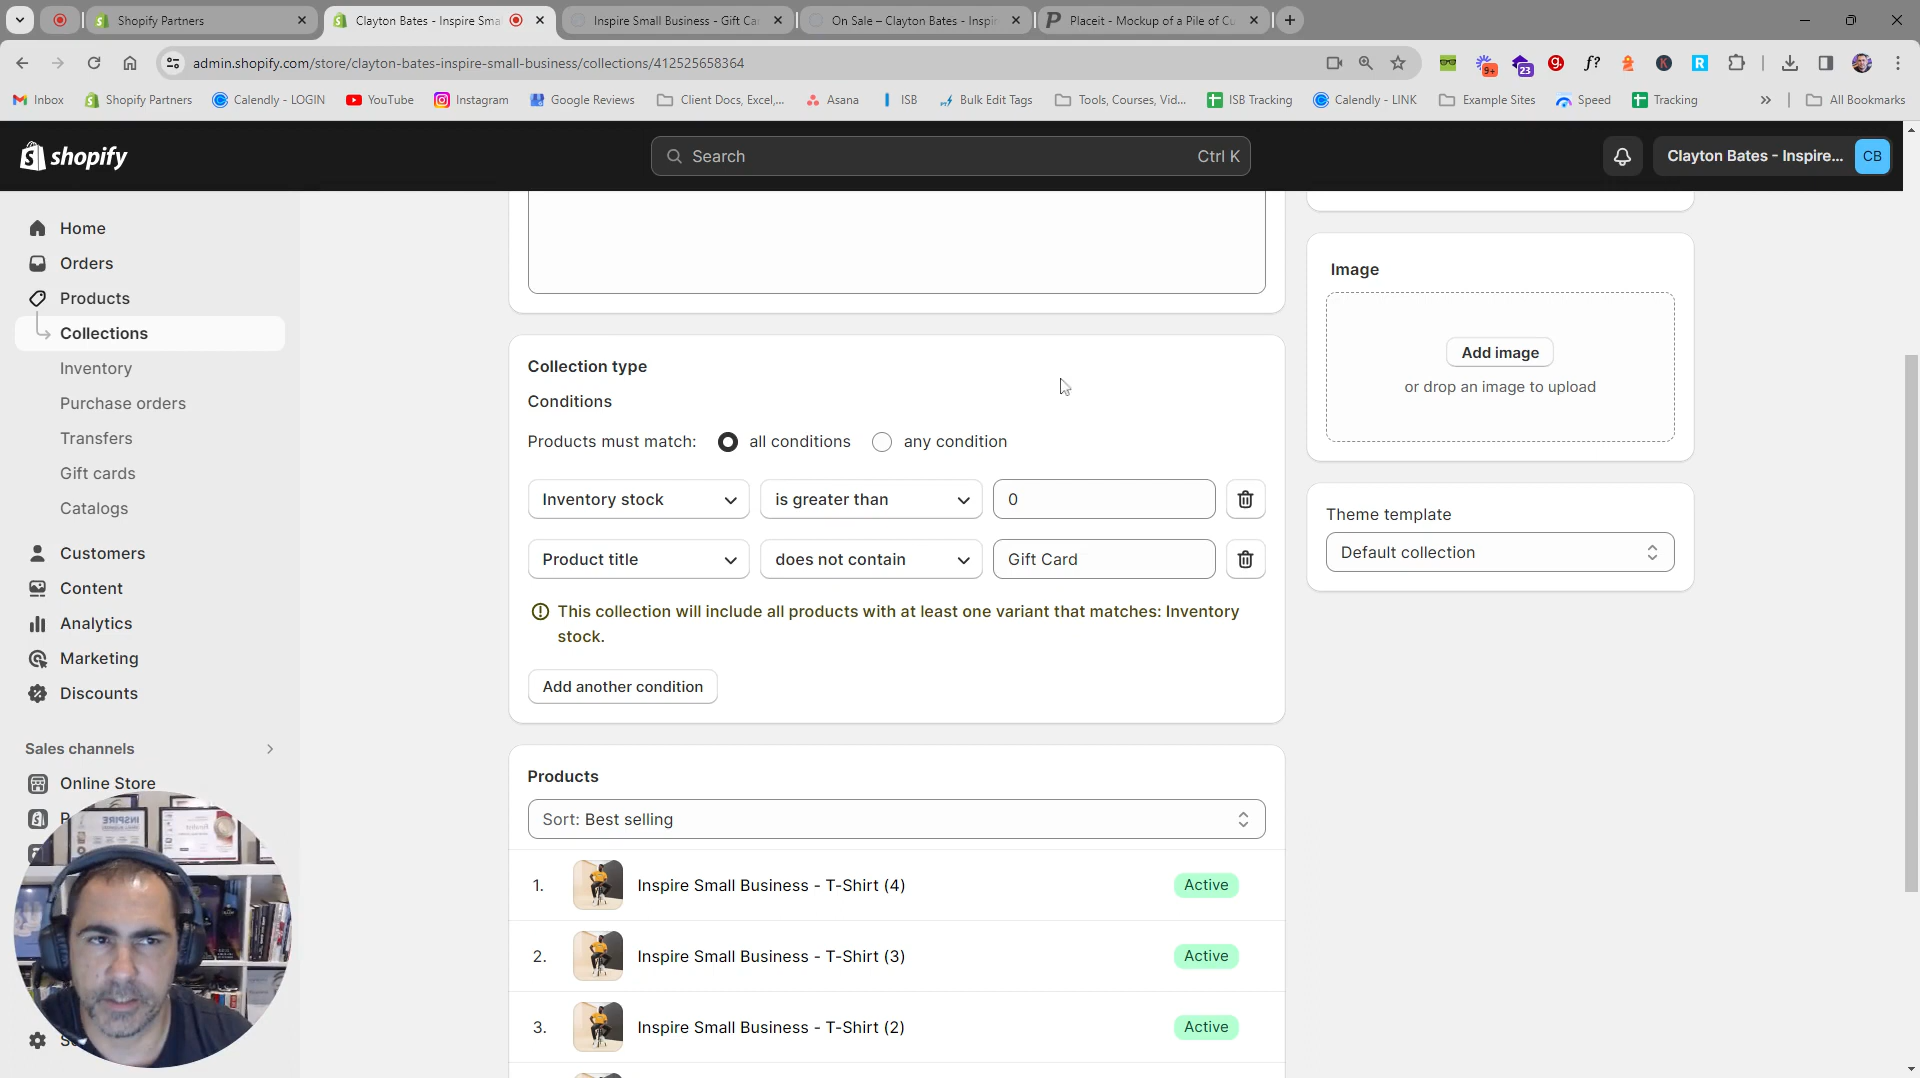 Shopify Partners
Clayton Bates - Inspire Sma
Inspire Small Business - Gift Ca
On Sale – Clayton Bates - Inspir
Placeit - Mockup of a Pile of Cu
admin.shopify.com/store/clayton-bates-inspire-small-business/collections/412525658364
9+
23
f?
Inbox
Shopify Partners
Calendly - LOGIN
YouTube
Instagram
Google Reviews
Client Docs, Excel,...
Asana
ISB
Bulk Edit Tags
Tools, Courses, Vid...
ISB Tracking
Calendly - LINK
Example Sites
Speed
Tracking
All Bookmarks
shopify
Search
Ctrl K
Clayton Bates - Inspire...
CB
Home
Orders
Products
Collections
Inventory
Purchase orders
Transfers
Gift cards
Catalogs
Customers
Content
Analytics
Marketing
Discounts
Sales channels
Online Store
Collection type
Conditions
Products must match:
all conditions
any condition
Inventory stock
is greater than
0
Product title
does not contain
Gift Card
This collection will include all products with at least one variant that matches: Inventory
stock.
Add another condition
Products
Sort: Best selling
1.
Inspire Small Business - T-Shirt (4)
Active
2.
Inspire Small Business - T-Shirt (3)
Active
3.
Inspire Small Business - T-Shirt (2)
Active
Image
Add image
or drop an image to upload
Theme template
Default collection